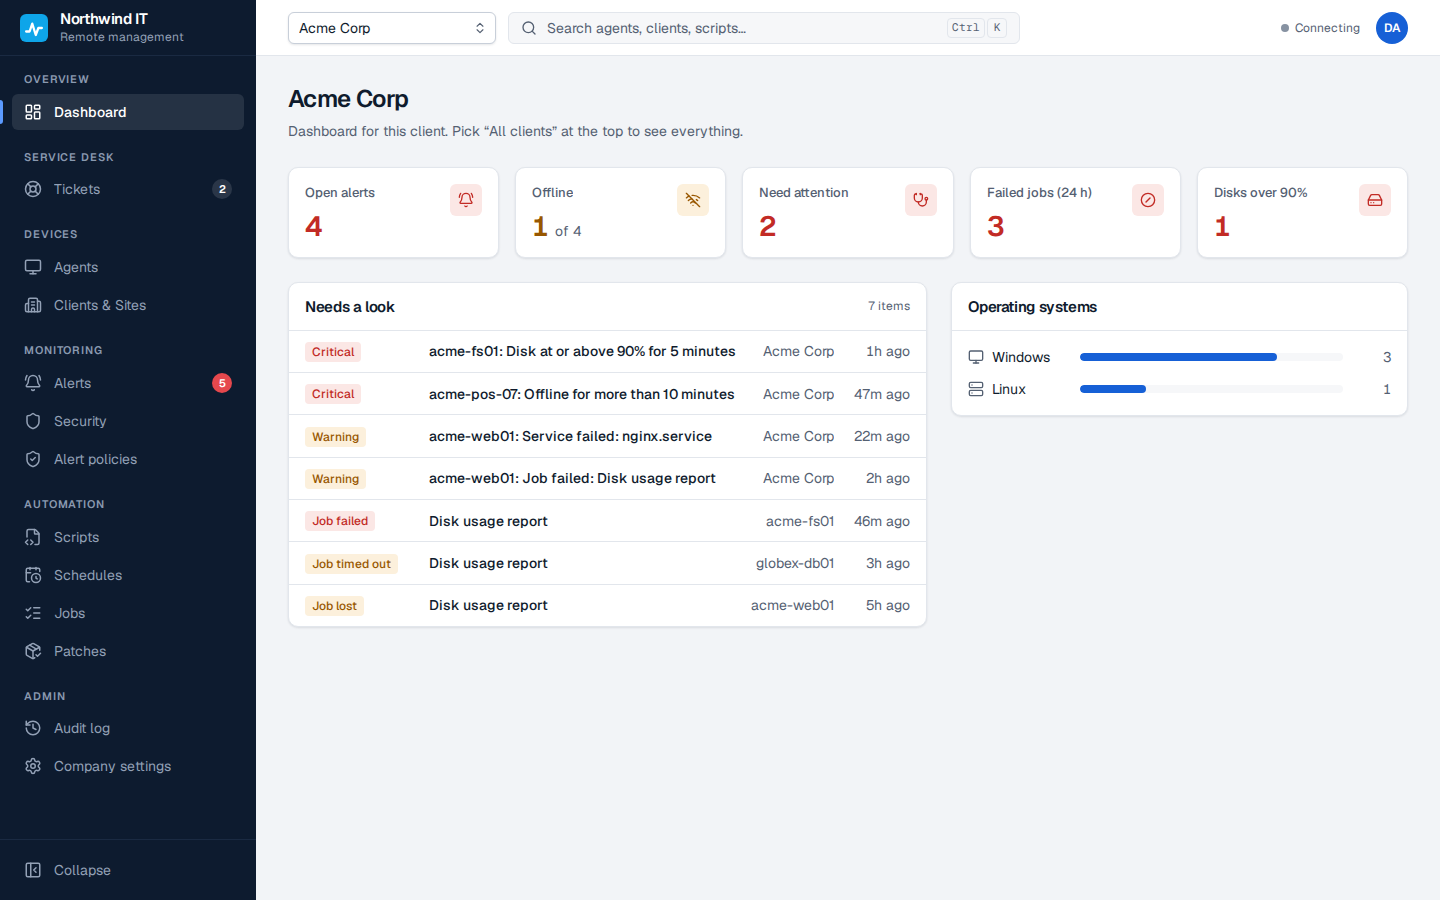 Northwind IT
Remote management
OVERVIEW
Dashboard
SERVICE DESK
Tickets 2
DEVICES
Agents
Clients & Sites
MONITORING
Alerts 5
Security
Alert policies
AUTOMATION
Scripts
Schedules
Jobs
Patches
ADMIN
Audit log
Company settings
Collapse
Acme Corp
Search agents, clients, scripts...
Ctrl K
Connecting
DA
Acme Corp
Dashboard for this client. Pick “All clients” at the top to see everything.
Open alerts
4
Offline
1 of 4
Need attention
2
Failed jobs (24 h)
3
Disks over 90%
1
Needs a look 7 items
Critical acme-fs01: Disk at or above 90% for 5 minutes Acme Corp 1h ago
Critical acme-pos-07: Offline for more than 10 minutes Acme Corp 47m ago
Warning acme-web01: Service failed: nginx.service Acme Corp 22m ago
Warning acme-web01: Job failed: Disk usage report Acme Corp 2h ago
Job failed Disk usage report acme-fs01 46m ago
Job timed out Disk usage report globex-db01 3h ago
Job lost Disk usage report acme-web01 5h ago
Operating systems
Windows 3
Linux 1